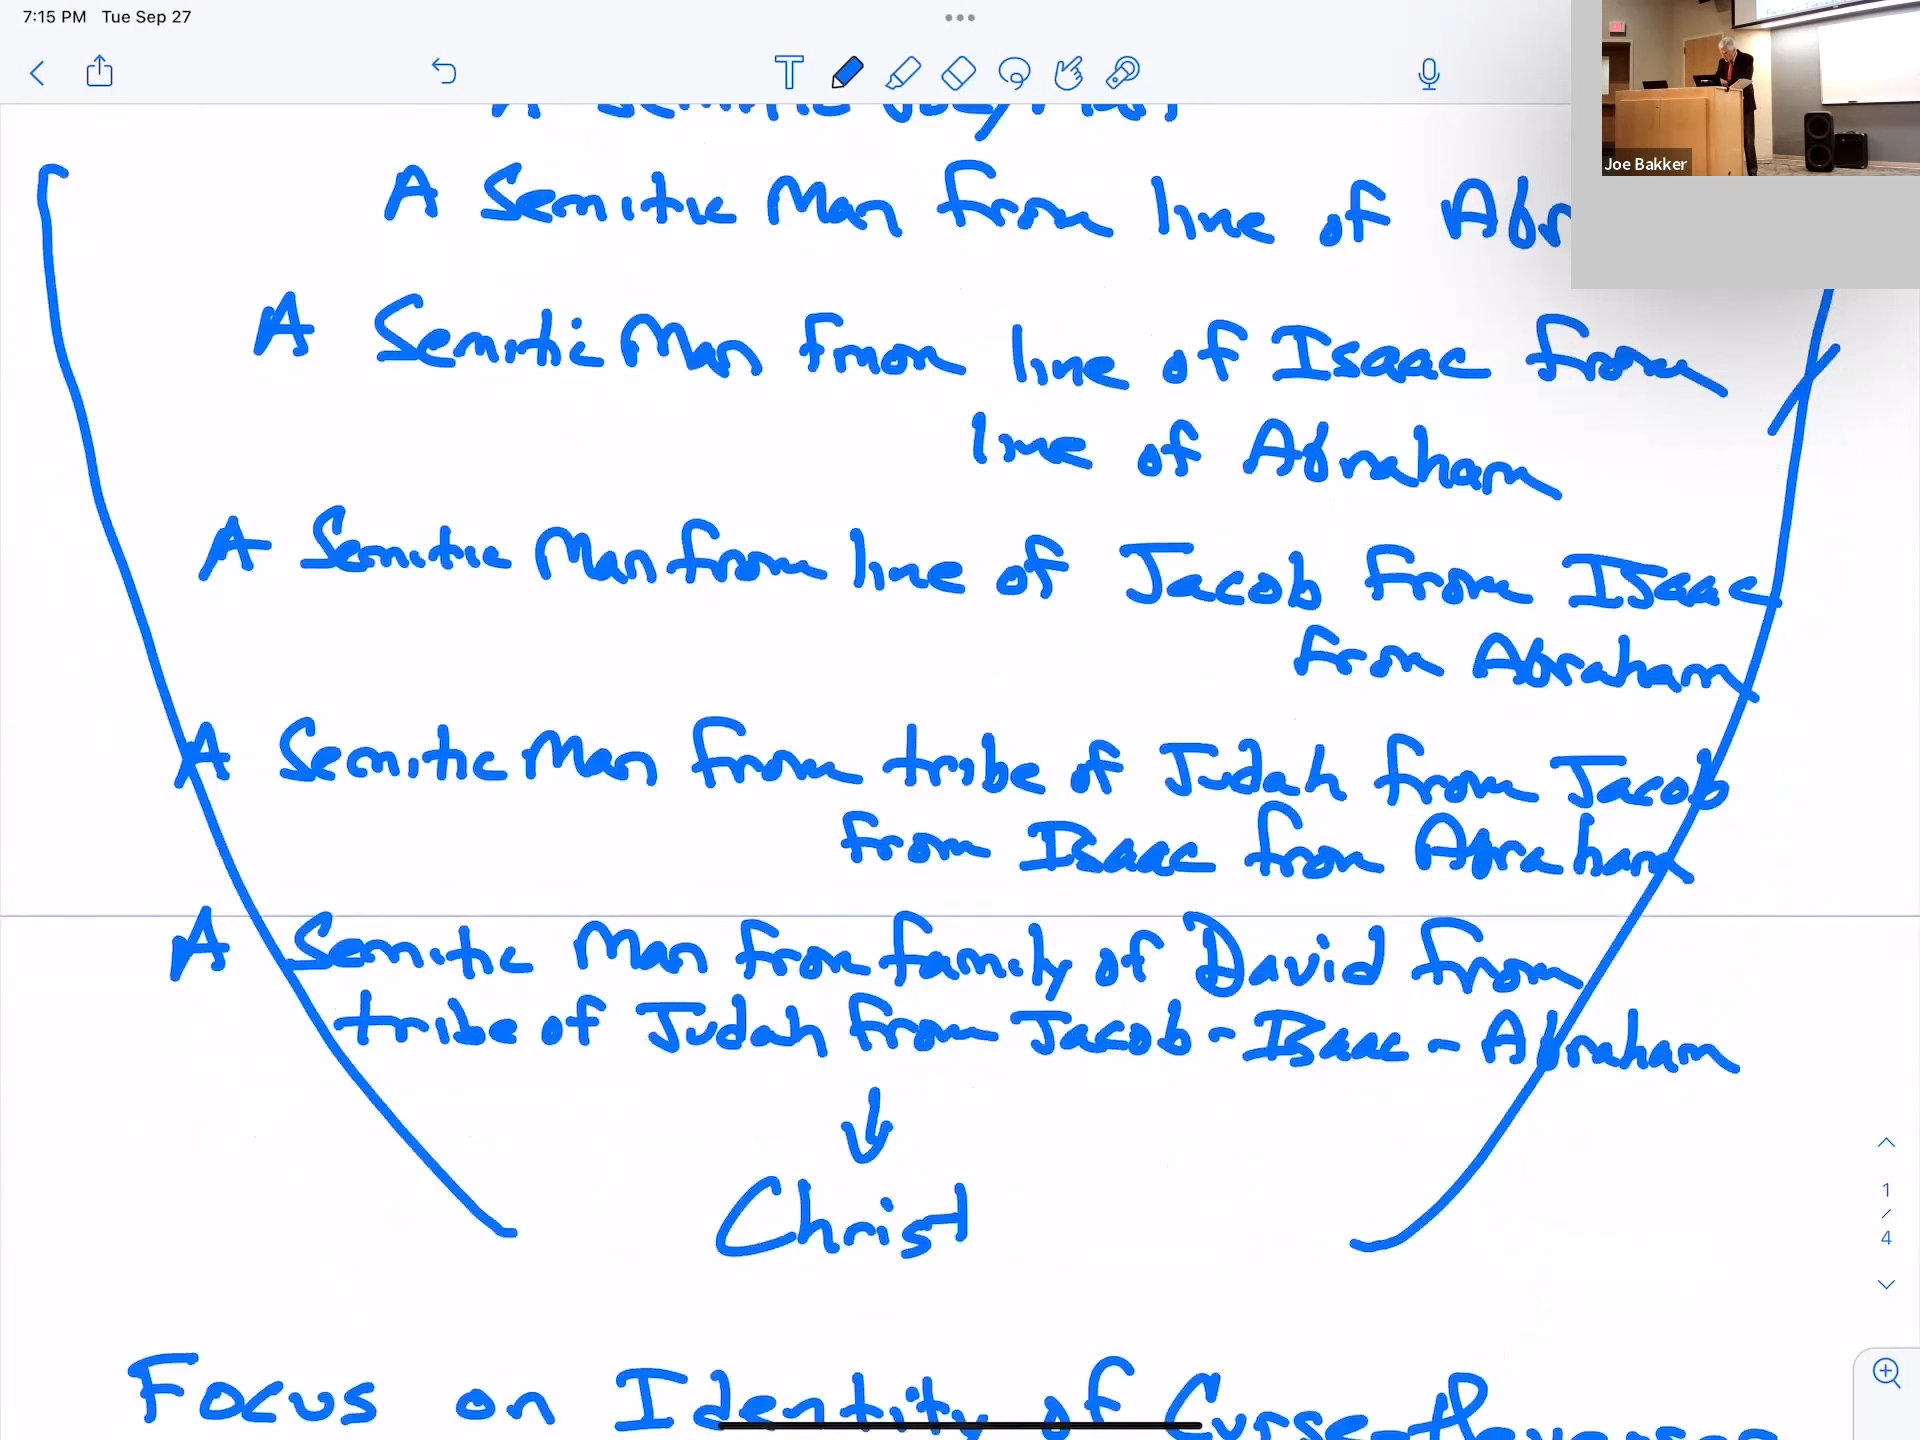 7:15 PM Tue Sep 27
A Semitic
A Semitic Man from line of Abr
Joe Bakker
A Semitic Man from line of Isaac from
line of Abraham
A Semitic Man from line of Jacob from Isaac
from Abraham
A Semitic Man from tribe of Judah from Jacob
from Isaac from Abraham
A Semitic Man from family of David from
tribe of Judah from Jacob - Isaac - Abraham
Christ
1
/
4
Focus on Identity of Curse-Reverser